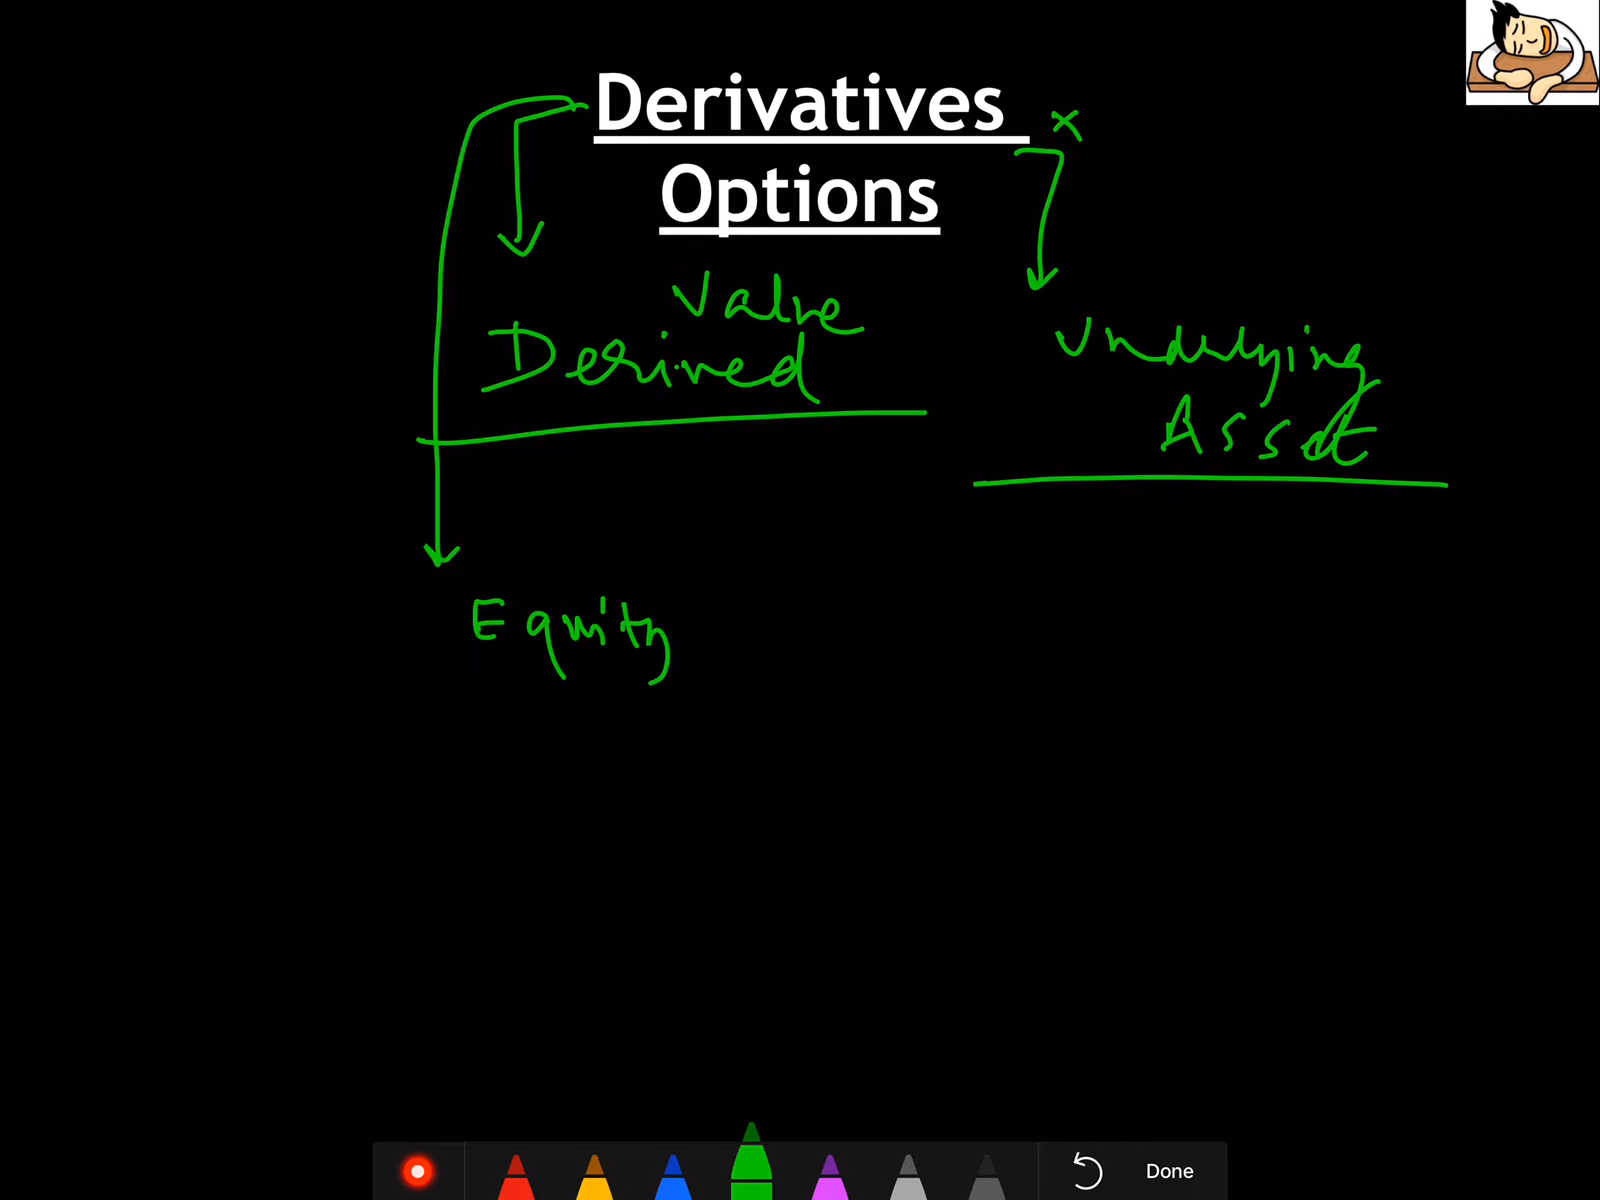 Derivatives x
Options
Value
Derived
Underlying
Asset
Equity
Done